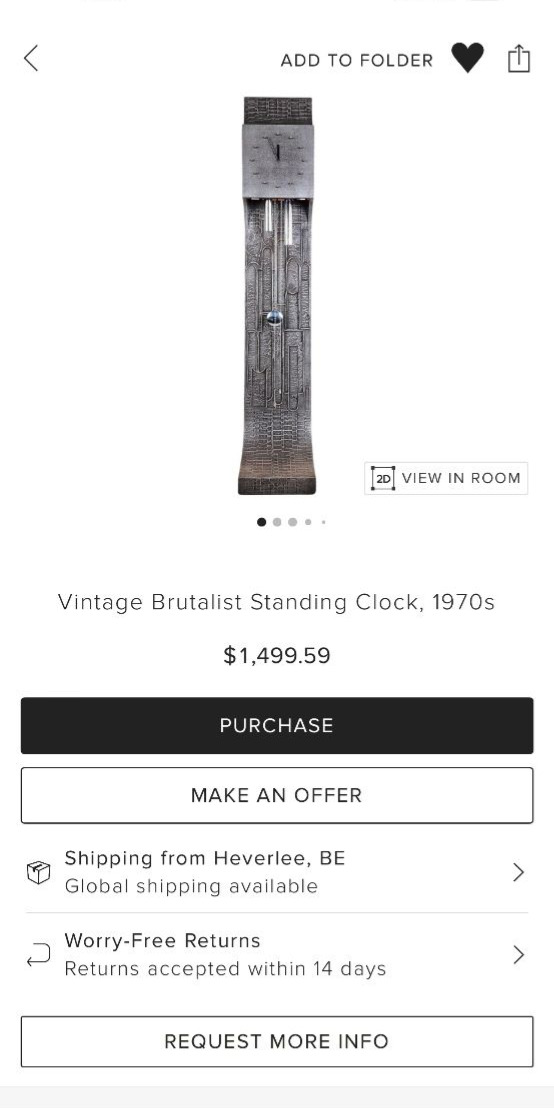 ADD TO FOLDER
2D VIEW IN ROOM
Vintage Brutalist Standing Clock, 1970s
$1,499.59
PURCHASE
MAKE AN OFFER
Shipping from Heverlee, BE
Global shipping available
Worry-Free Returns
Returns accepted within 14 days
REQUEST MORE INFO